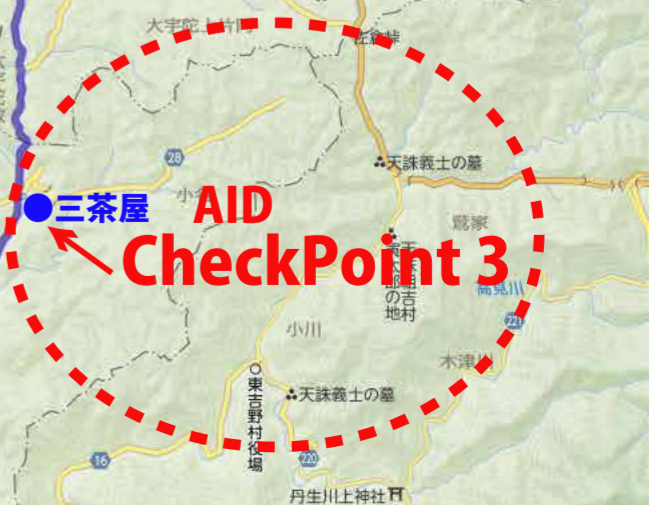 大宇陀上片岡
佐倉峠
28
天誅義士の墓
●三茶屋
AID
鷲家
CheckPoint 3
高見川
221
小川
木津川
東吉野村役場
天誅義士の墓
16
220
丹生川上神社